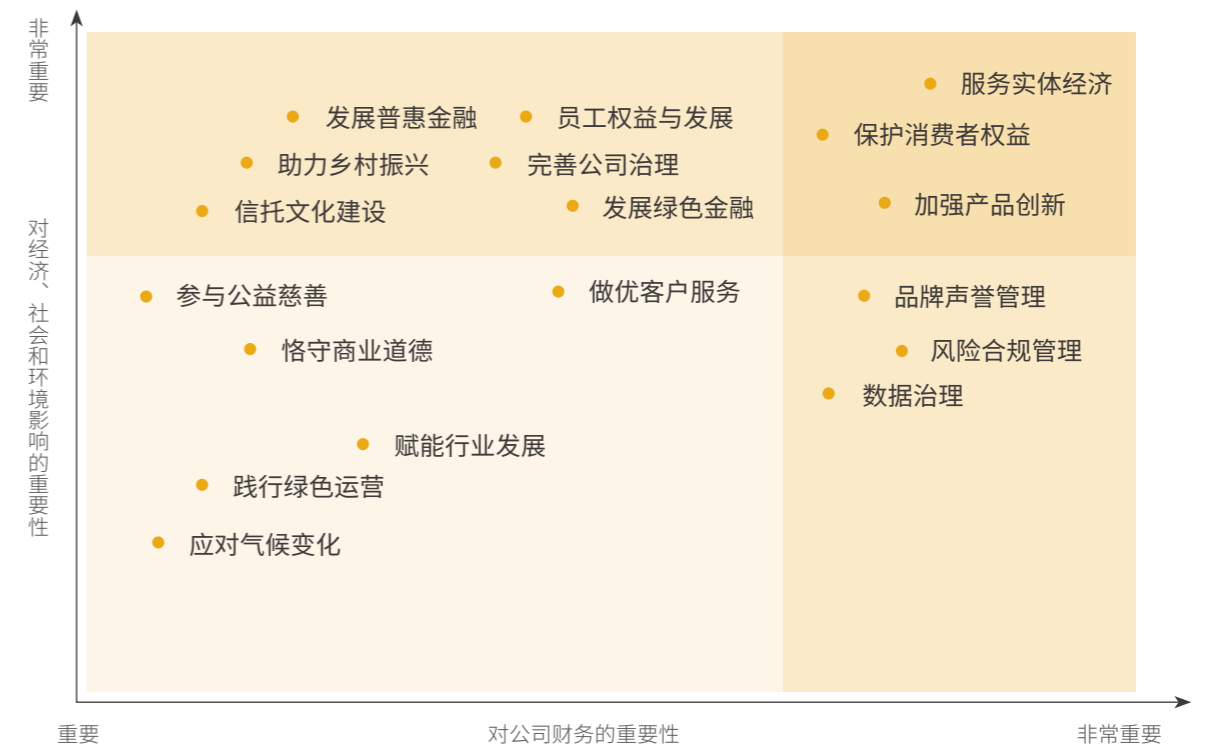 非常重要
对经济、社会和环境影响的重要性
服务实体经济
发展普惠金融
员工权益与发展
保护消费者权益
助力乡村振兴
完善公司治理
信托文化建设
发展绿色金融
加强产品创新
参与公益慈善
做优客户服务
品牌声誉管理
恪守商业道德
风险合规管理
数据治理
赋能行业发展
践行绿色运营
应对气候变化
重要
对公司财务的重要性
非常重要